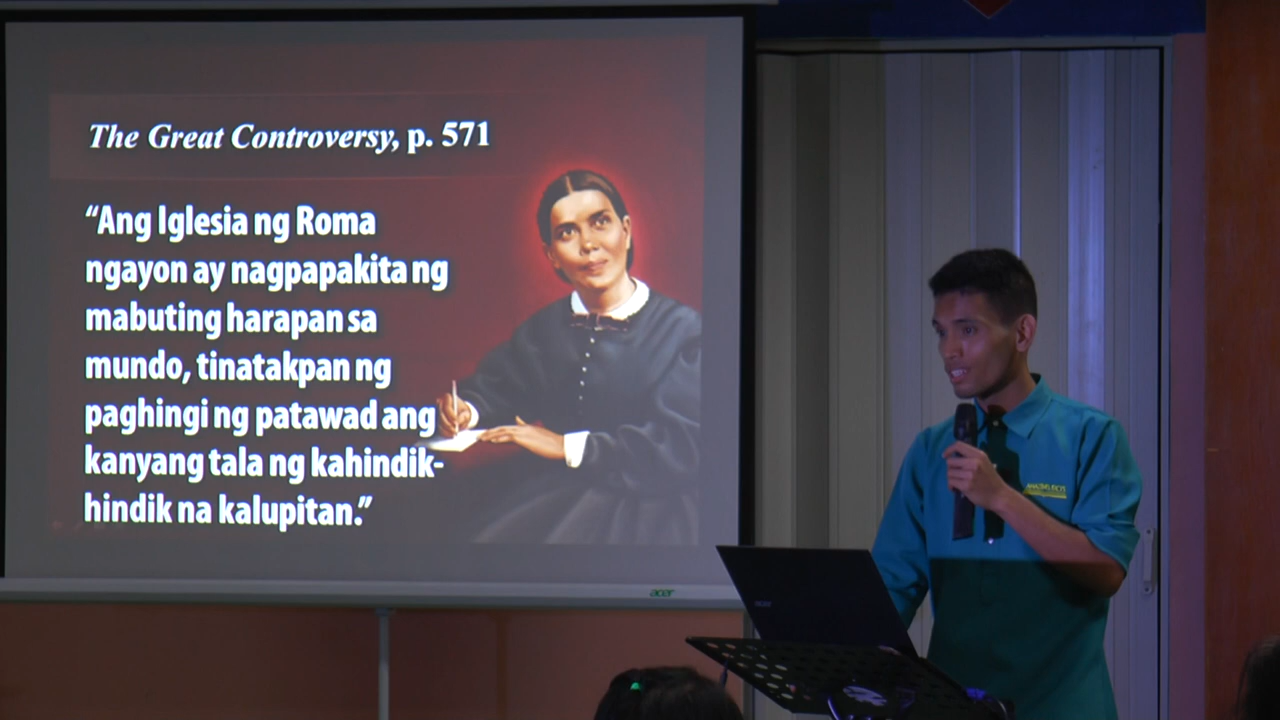 The Great Controversy, p. 571
“Ang Iglesia ng Roma
ngayon ay nagpapakita ng
mabuting harapan sa
mundo, tinatakpan ng
paghingi ng patawad ang
kanyang tala ng kahindik-
hindik na kalupitan.”
acer
acer